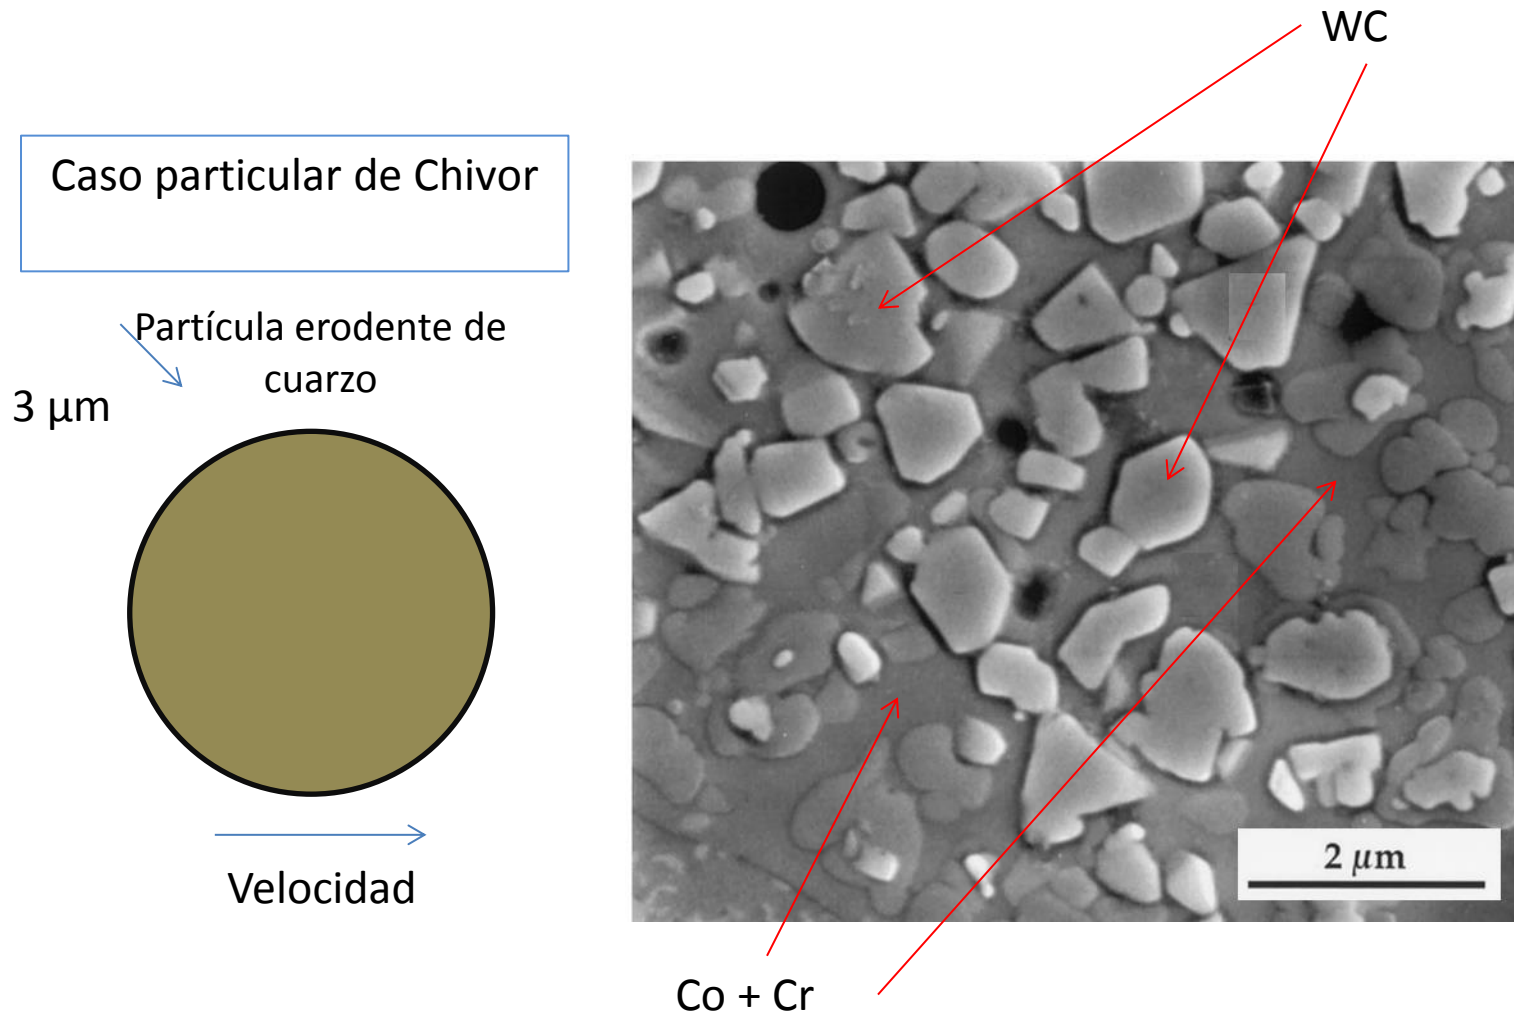 WC
Caso particular de Chivor
Partícula erodente de
cuarzo
3 μm
Velocidad
2 μm
Co + Cr